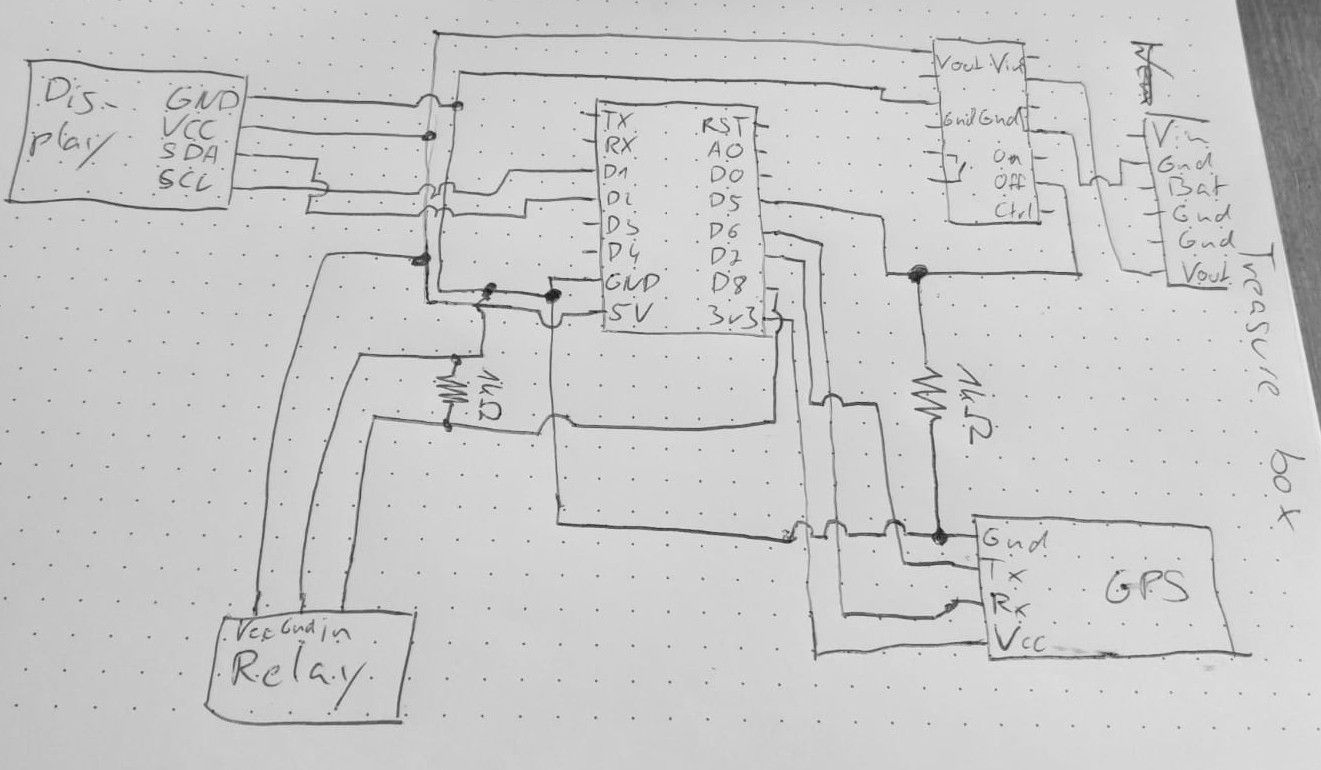 Dis-
play
GND
VCC
SDA
SCL
TX
RX
D1
D2
D3
D4
GND
5V
RST
A0
D0
D5
D6
D7
D8
3v3
Vout Vin
Gnd Gnd
On
Off
Ctrl
Vin
Gnd
Bat
Gnd
Gnd
Vout
Treasure box
1kΩ
1kΩ
Gnd
Tx
Rx
Vcc
GPS
Vcc Gnd in
Relay